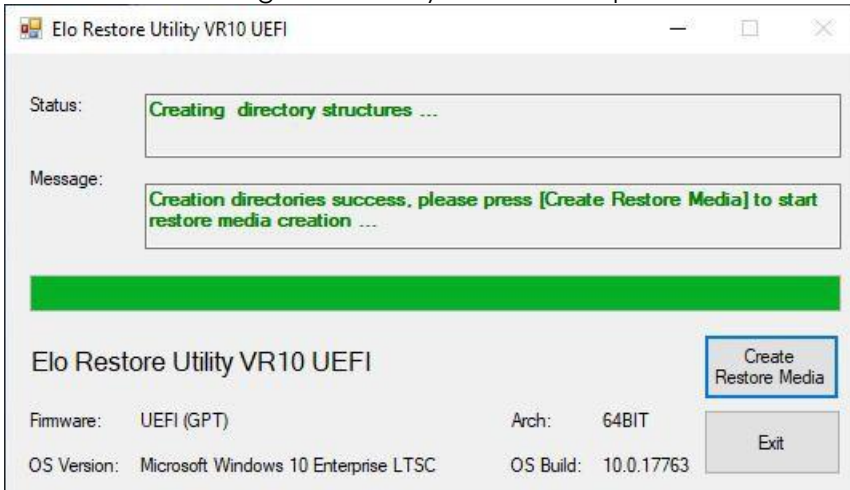 Elo Restore Utility VR10 UEFI
Status:
Creating directory structures ...
Message:
Creation directories success, please press [Create Restore Media] to start
restore media creation ...
Elo Restore Utility VR10 UEFI
Create
Restore Media
Firmware: UEFI (GPT) Arch: 64BIT
Exit
OS Version: Microsoft Windows 10 Enterprise LTSC OS Build: 10.0.17763